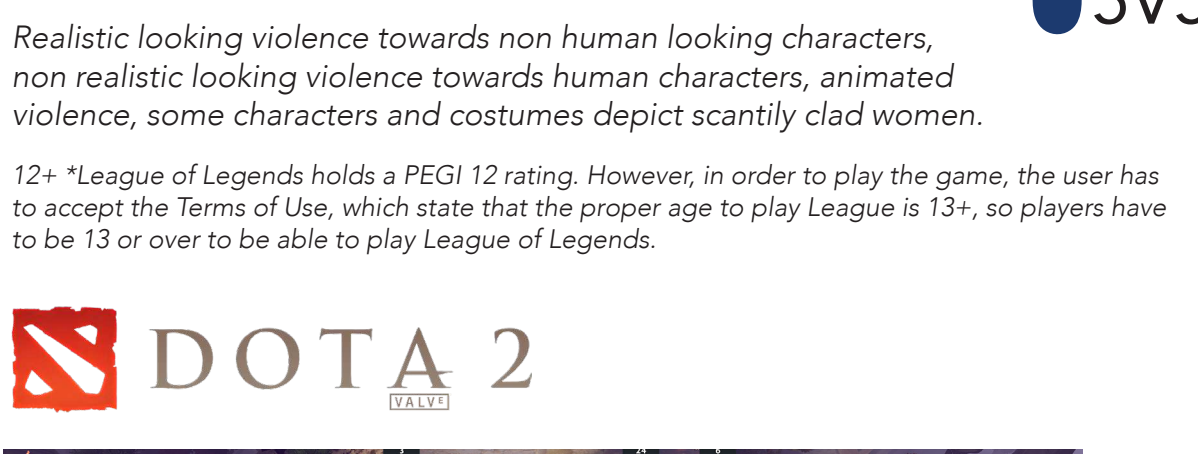 5V5
Realistic looking violence towards non human looking characters,
non realistic looking violence towards human characters, animated
violence, some characters and costumes depict scantily clad women.
12+ *League of Legends holds a PEGI 12 rating. However, in order to play the game, the user has
to accept the Terms of Use, which state that the proper age to play League is 13+, so players have
to be 13 or over to be able to play League of Legends.
DOTA 2
VALVE
3 24 6